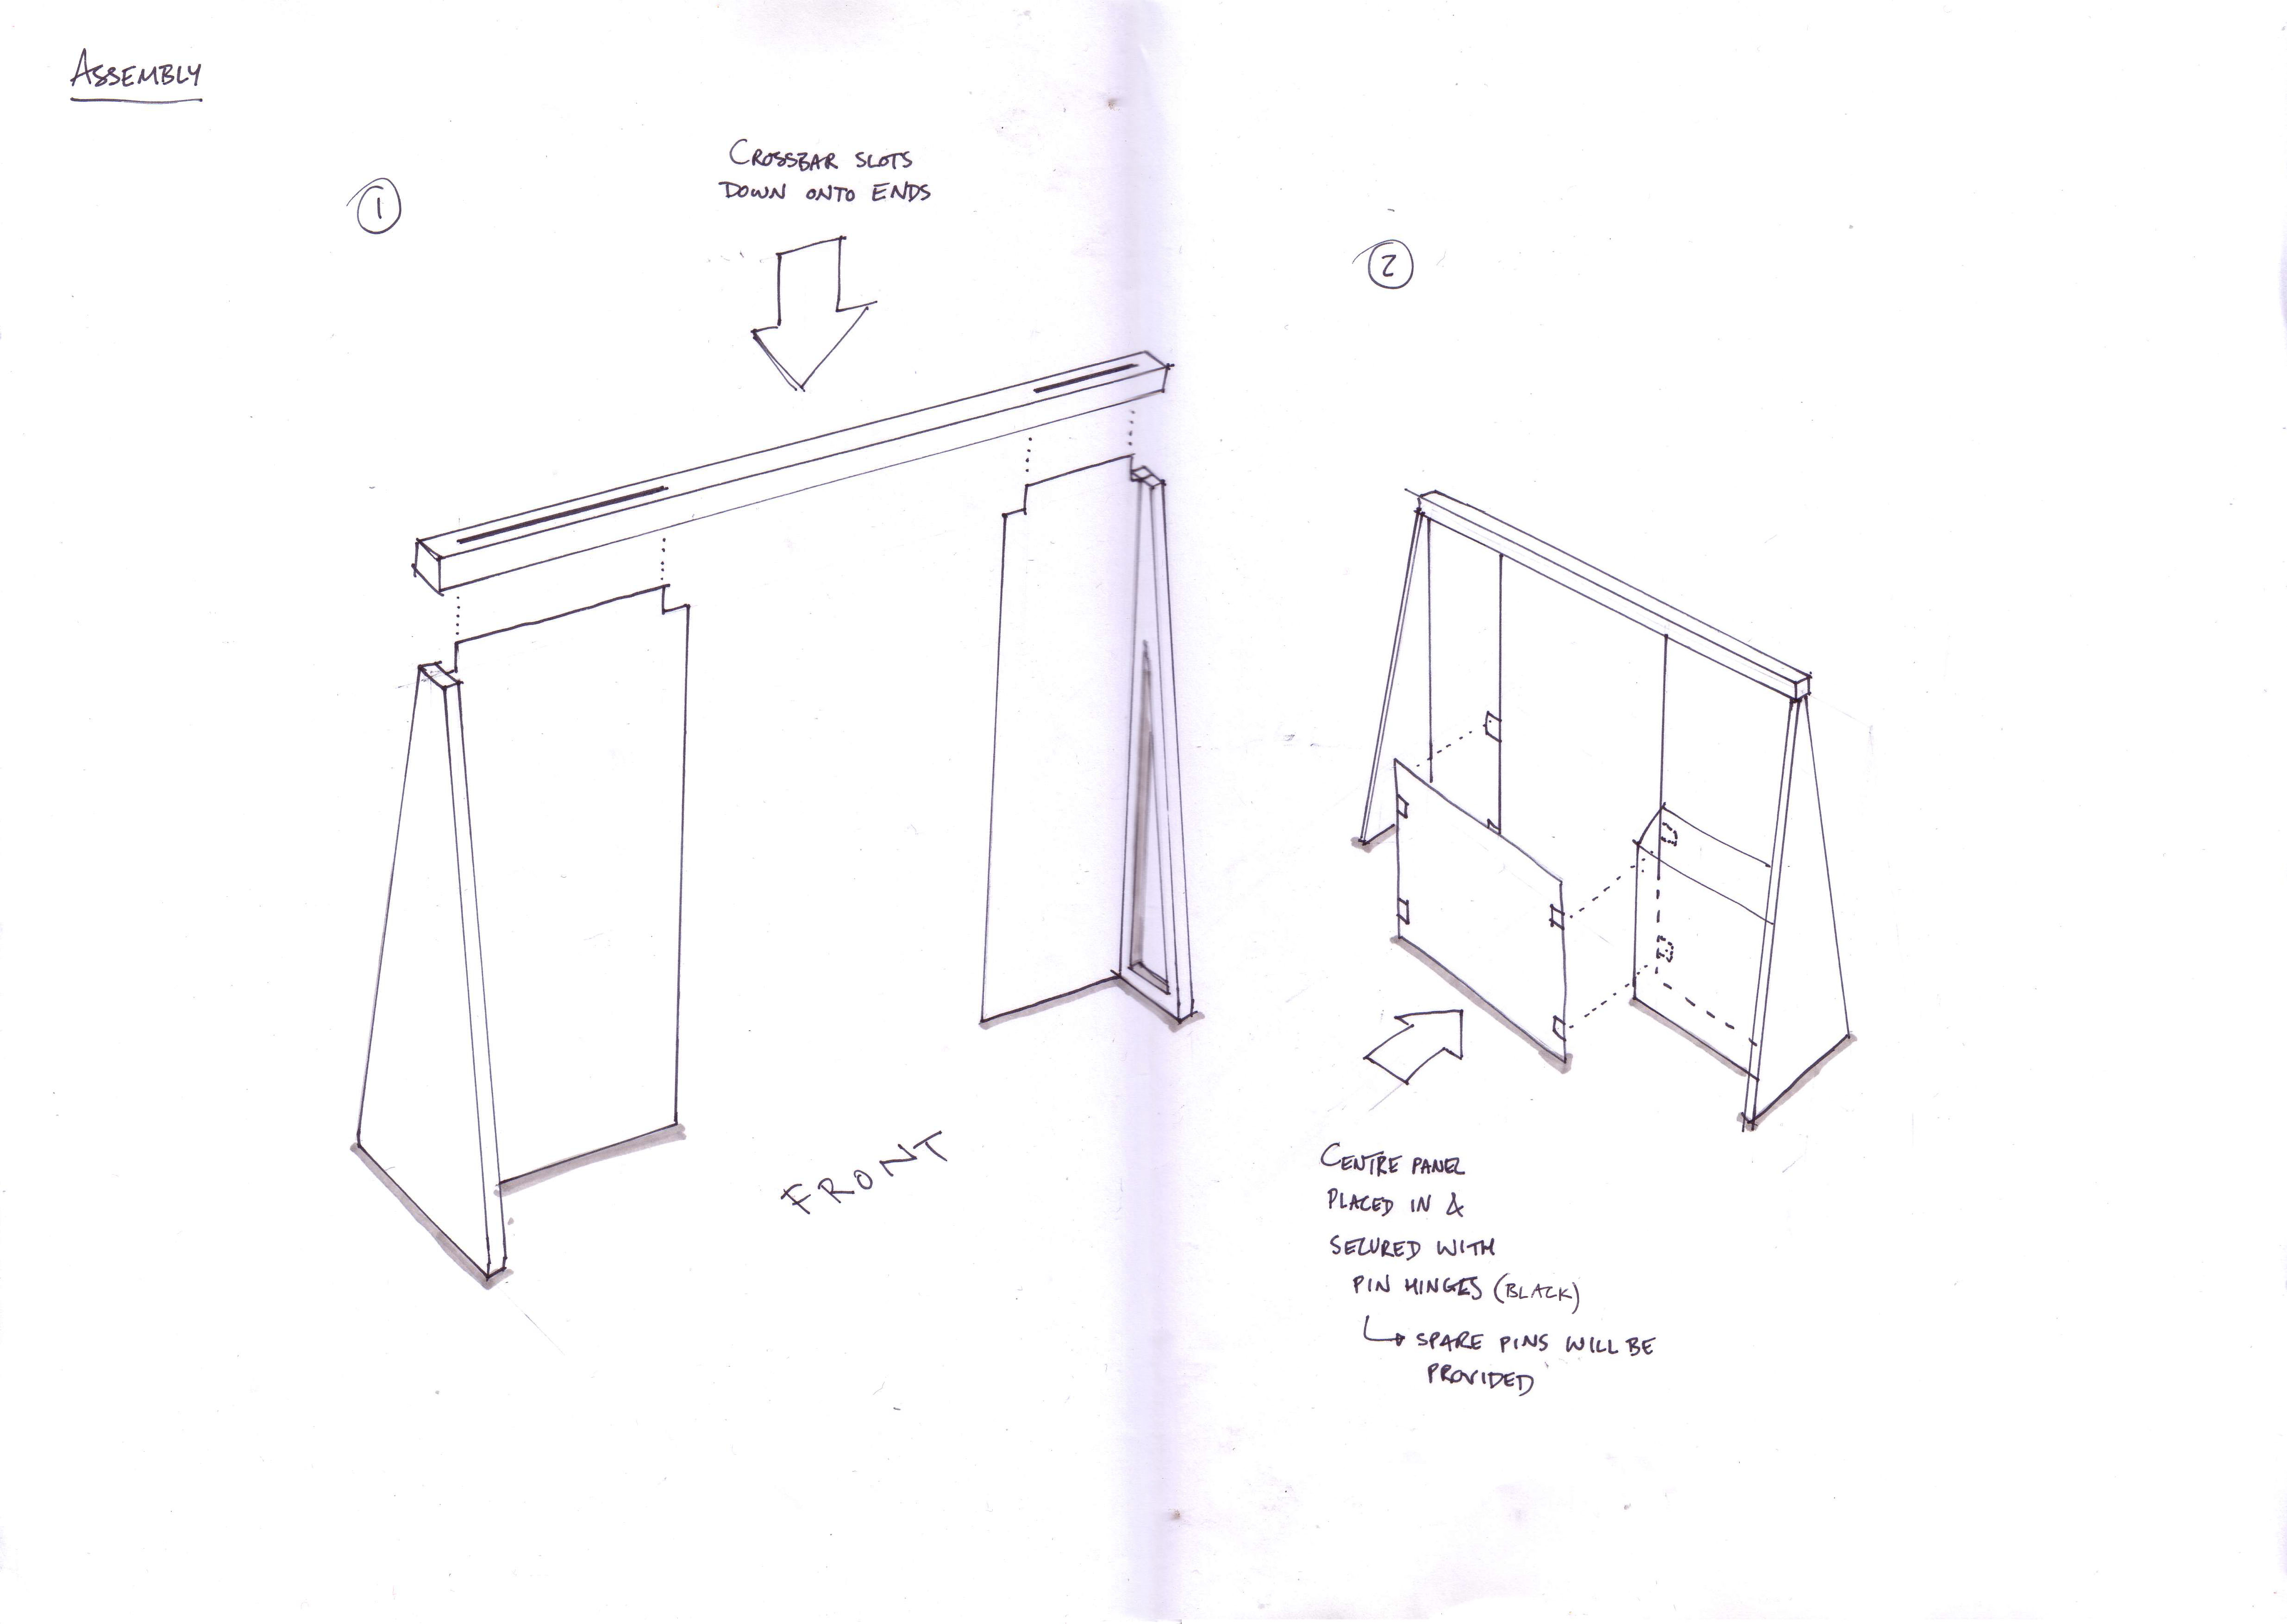 ASSEMBLY
1
CROSSBAR SLOTS
DOWN ONTO ENDS
FRONT
2
CENTRE PANEL
PLACED IN &
SECURED WITH
PIN HINGES (BLACK)
↳ SPARE PINS WILL BE
PROVIDED